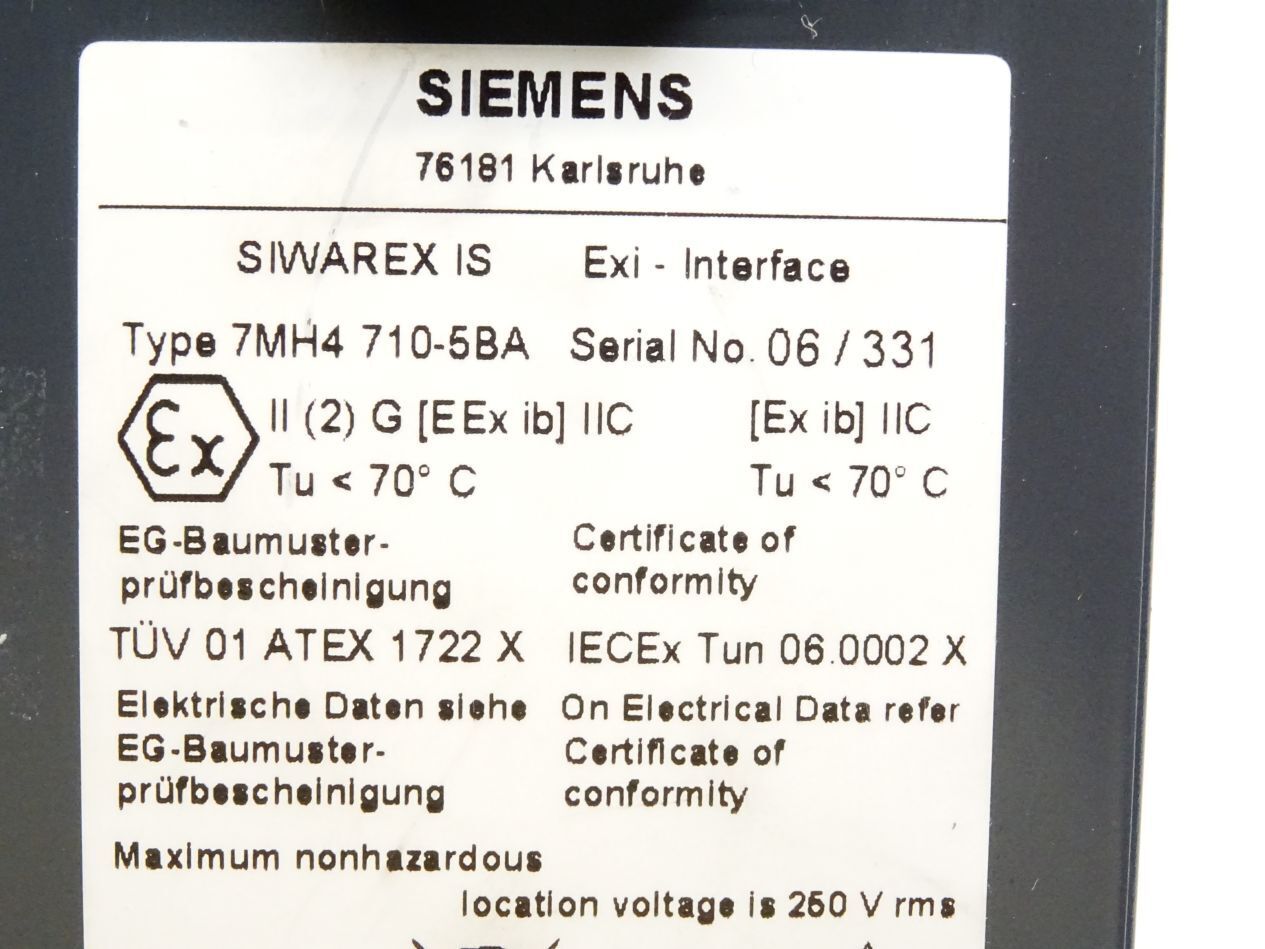 SIEMENS
76181 Karlsruhe
SIWAREX IS Exi - Interface
Type 7MH4 710-5BA Serial No. 06 / 331
Ex II (2) G [EEx ib] IIC [Ex ib] IIC
Tu < 70° C Tu < 70° C
EG-Baumuster- Certificate of
prüfbescheinigung conformity
TÜV 01 ATEX 1722 X IECEx Tun 06.0002 X
Elektrische Daten siehe On Electrical Data refer
EG-Baumuster- Certificate of
prüfbescheinigung conformity
Maximum nonhazardous
location voltage is 250 V rms